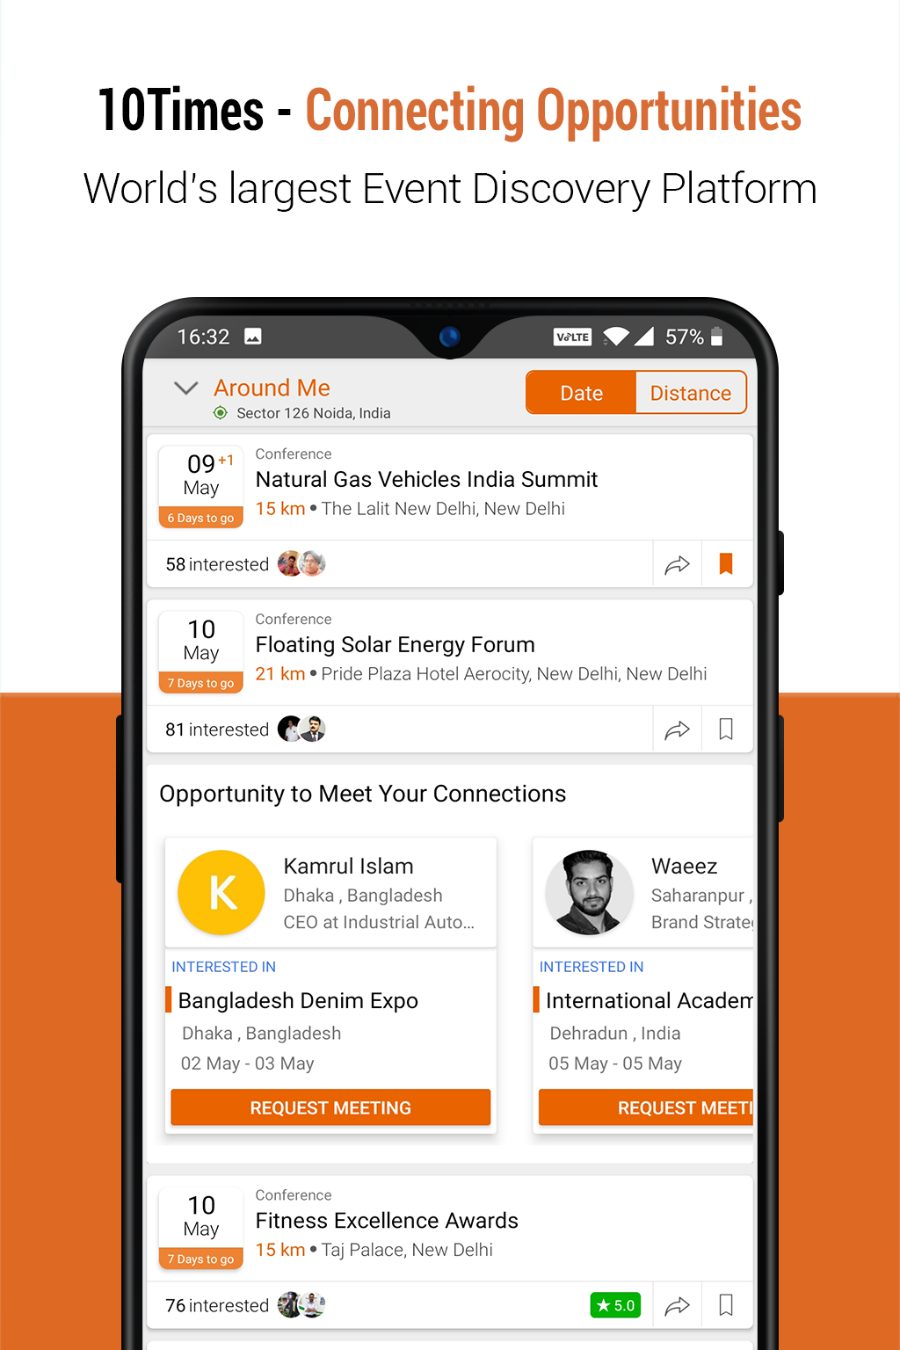 10Times - Connecting Opportunities
World's largest Event Discovery Platform
16:32
VoLTE
57%
Around Me
Sector 126 Noida, India
Date
Distance
09 +1
May
6 Days to go
Conference
Natural Gas Vehicles India Summit
15 km • The Lalit New Delhi, New Delhi
58 interested
10
May
7 Days to go
Conference
Floating Solar Energy Forum
21 km • Pride Plaza Hotel Aerocity, New Delhi, New Delhi
81 interested
Opportunity to Meet Your Connections
K
Kamrul Islam
Dhaka , Bangladesh
CEO at Industrial Auto...
INTERESTED IN
Bangladesh Denim Expo
Dhaka , Bangladesh
02 May - 03 May
REQUEST MEETING
Waeez
Saharanpur ,
Brand Strate
INTERESTED IN
International Academ
Dehradun , India
05 May - 05 May
REQUEST MEETI
10
May
7 Days to go
Conference
Fitness Excellence Awards
15 km • Taj Palace, New Delhi
76 interested
★ 5.0